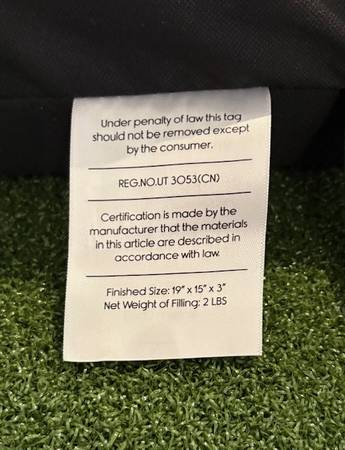 Under penalty of law this tag
should not be removed except
by the consumer.
REG.NO.UT 3053(CN)
Certification is made by the
manufacturer that the materials
in this article are described in
accordance with law.
Finished Size: 19" x 15" x 3"
Net Weight of Filling: 2 LBS